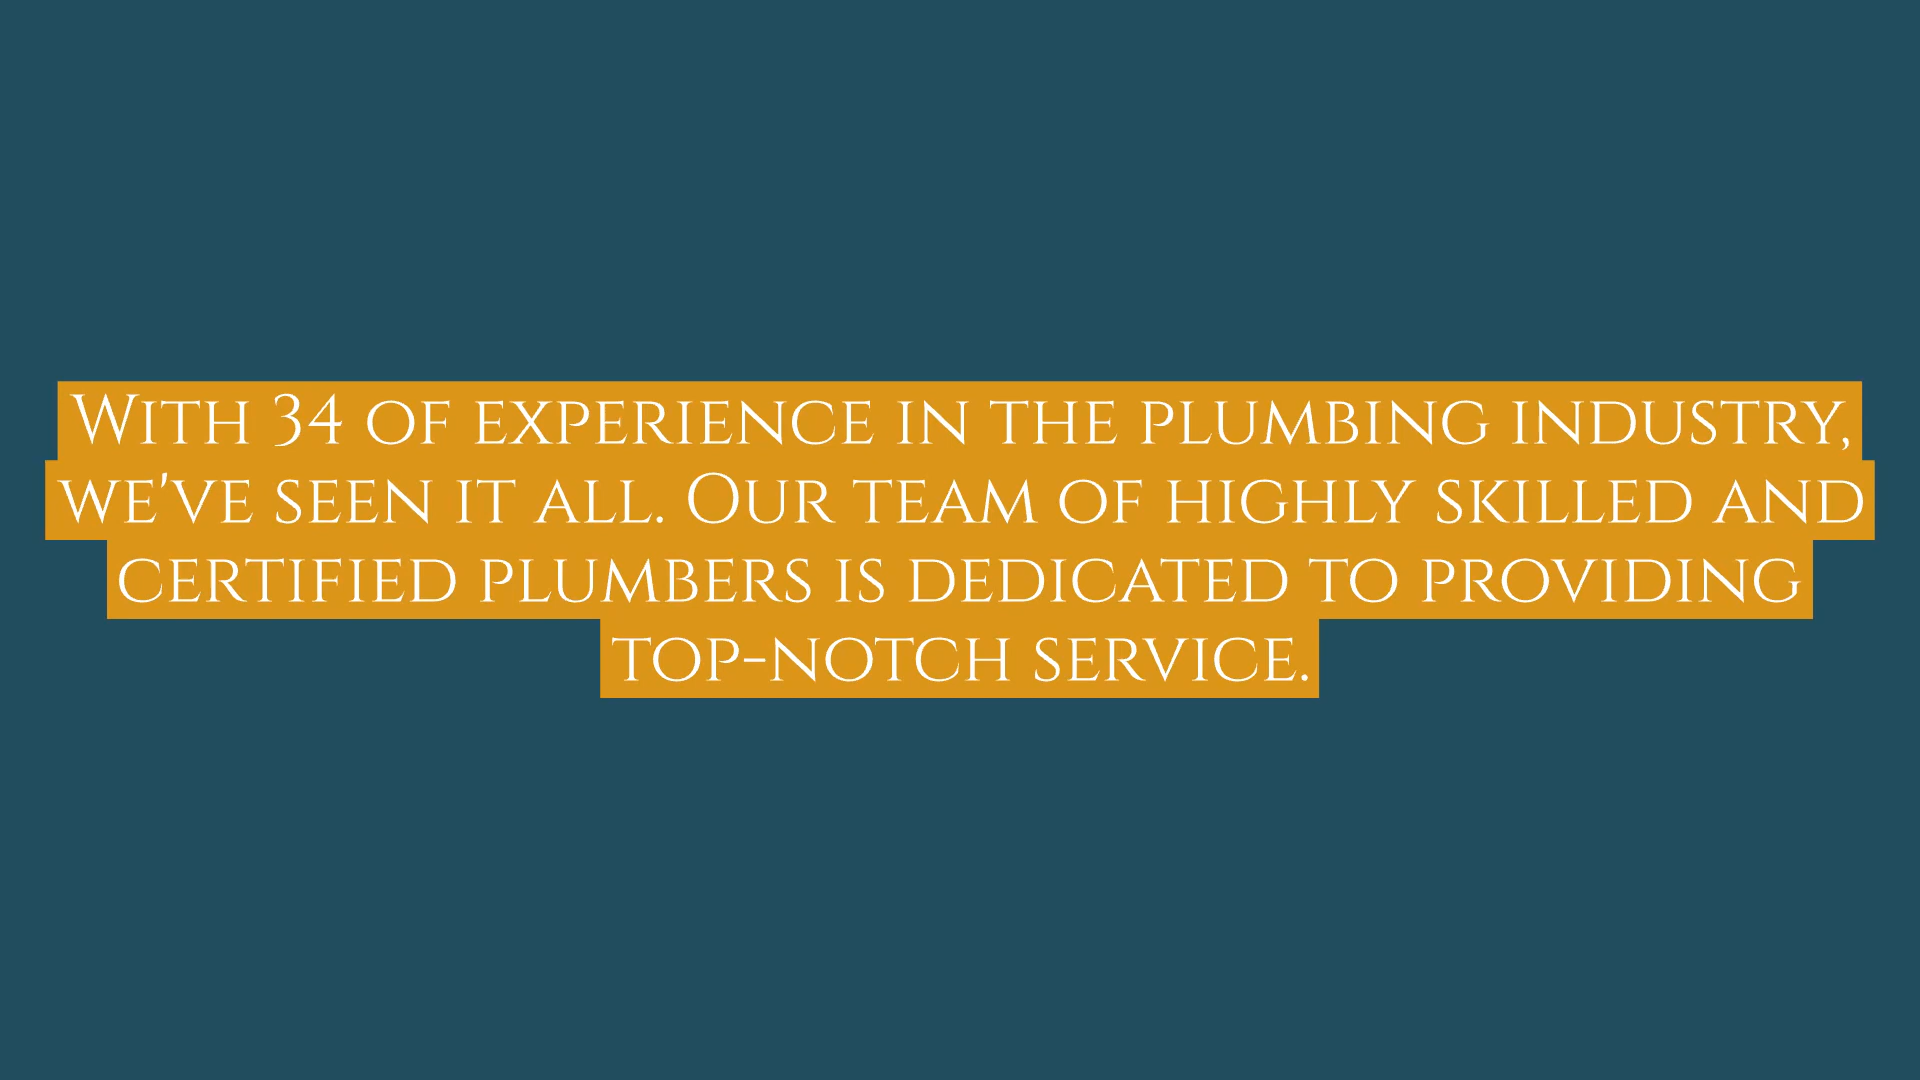 With 34 of experience in the plumbing industry,
we've seen it all. Our team of highly skilled and
certified plumbers is dedicated to providing
top-notch service.